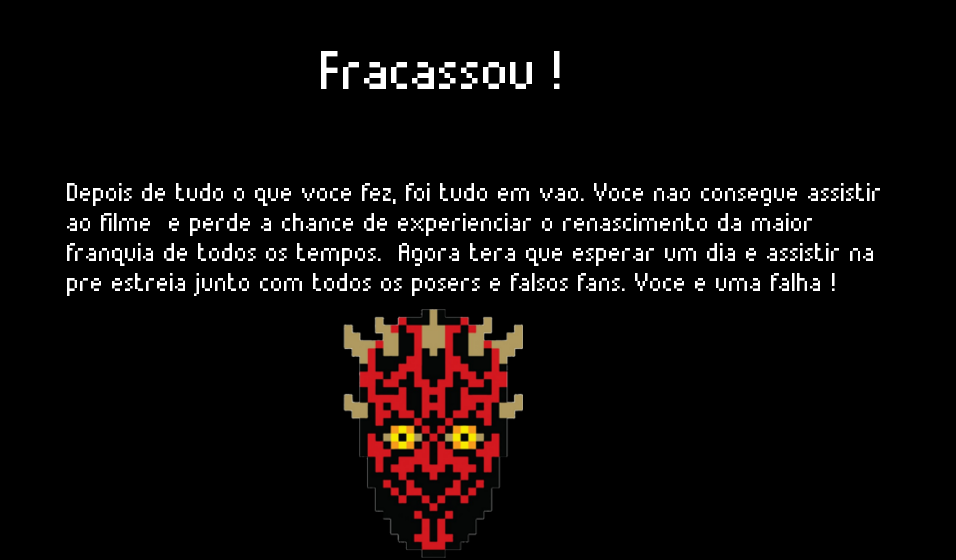 Fracassou !
Depois de tudo o que voce fez, foi tudo em vao. Voce nao consegue assistir
ao filme e perde a chance de experienciar o renascimento da maior
franquia de todos os tempos. Agora tera que esperar um dia e assistir na
pre estreia junto com todos os posers e falsos fans. Voce e uma falha !